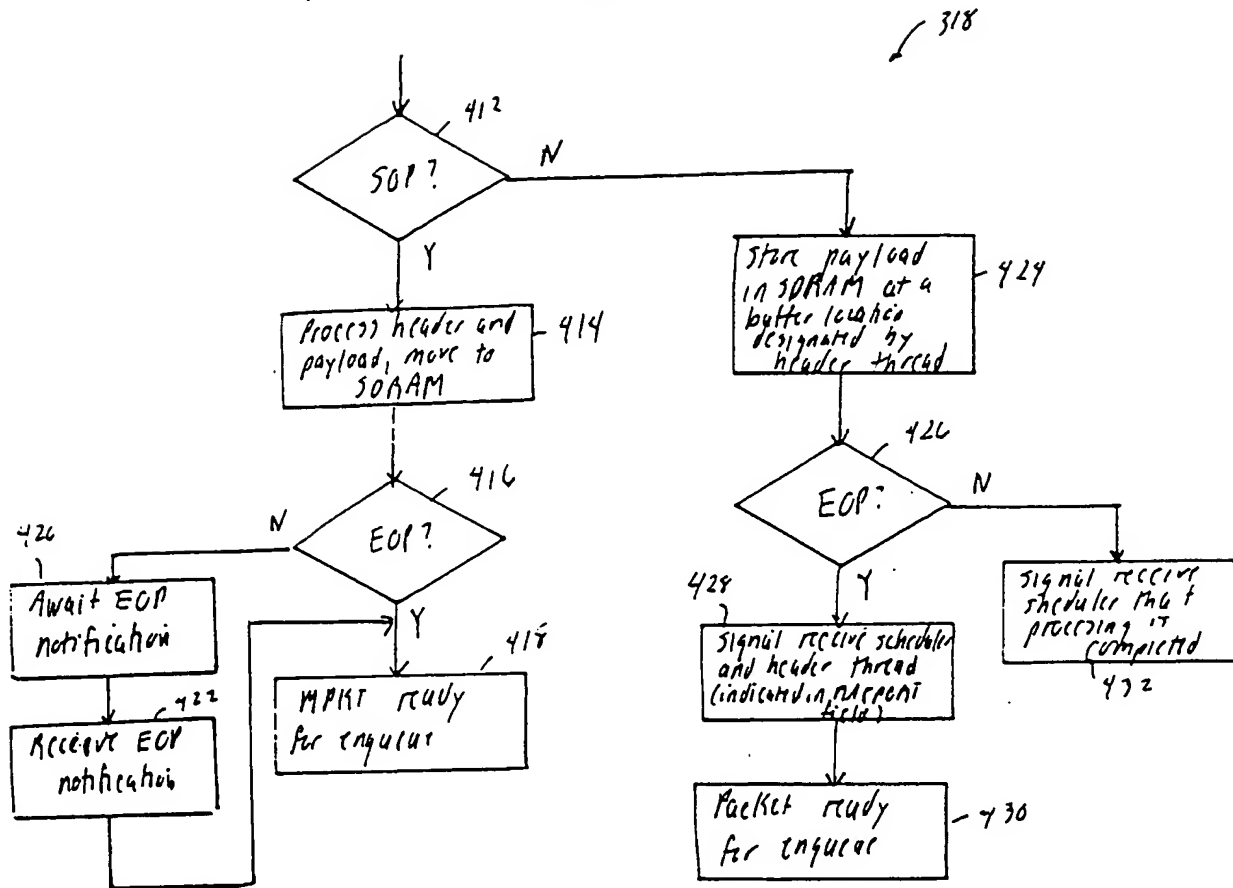 318
412
SOP?
N
Y
Process header and
payload, move to
SDRAM
414
Store payload
in SDRAM at a
buffer location
designated by
header thread
424
416
EOP?
N
Y
420
Await EOP
notification
422
Receive EOP
notification
418
MPKT ready
for enqueue
426
EOP?
N
Y
428
Signal receive scheduler
and header thread
(indicated in
field)
Signal receive
sheduler that
processing is
completed
432
Packet ready
for enqueue
430